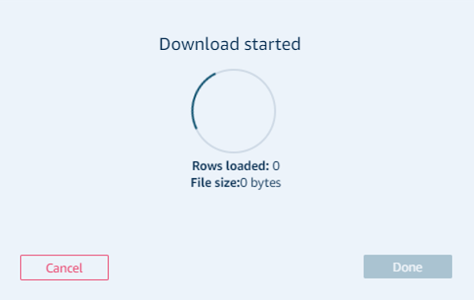 Download started
Rows loaded: 0
File size:0 bytes
Cancel
Done